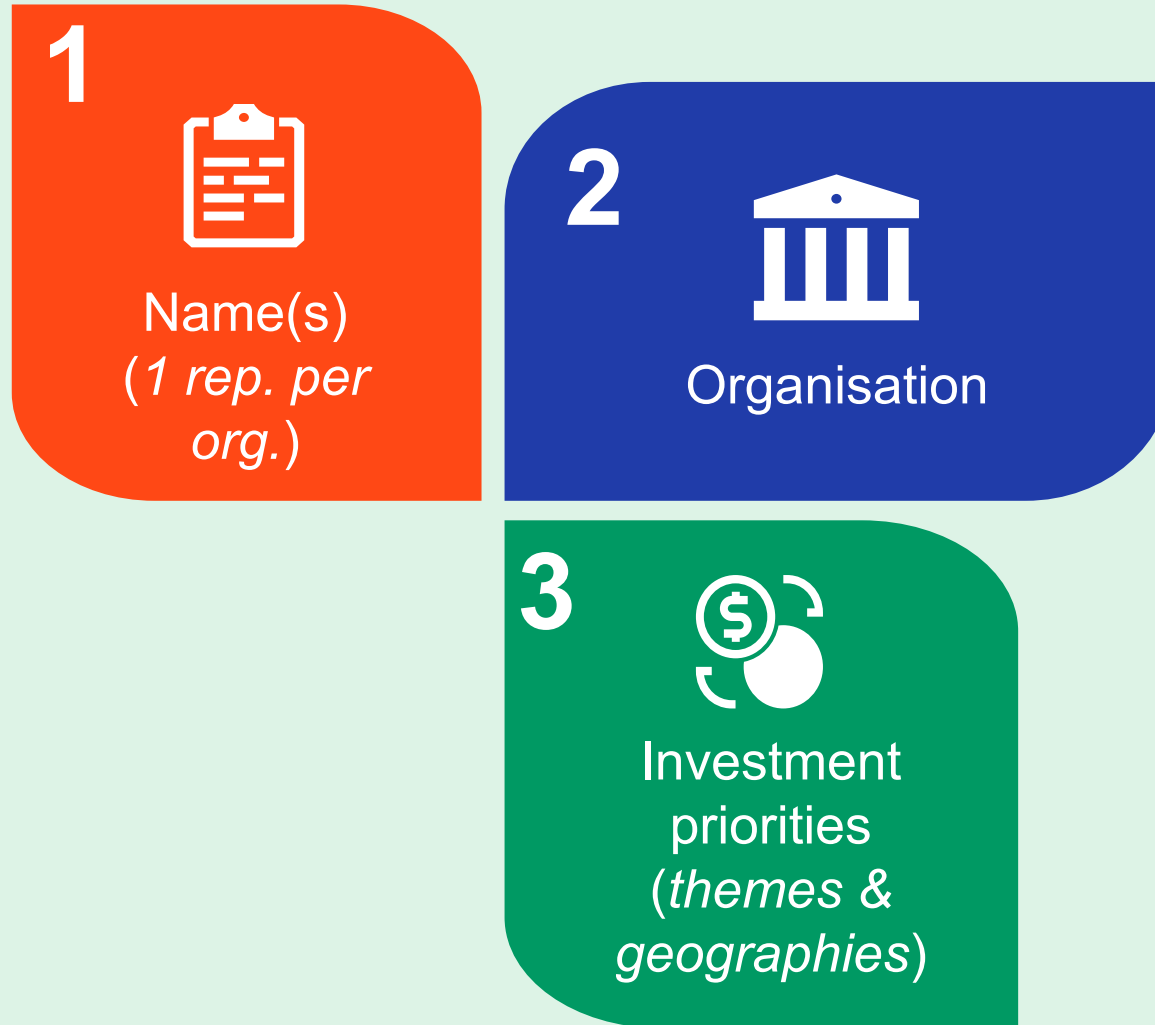 1
Name(s)
(1 rep. per
org.)
2
Organisation
3
$
Investment
priorities
(themes &
geographies)